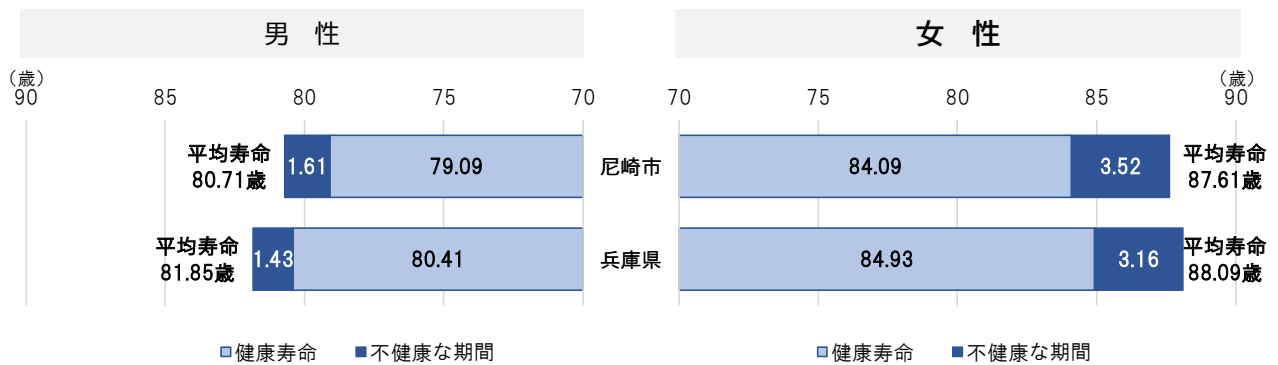 男　性
女　性
（歳）
90 85 80 75 70
70 75 80 85 90
（歳）
平均寿命
80.71歳
1.61
79.09
尼崎市
84.09
3.52
平均寿命
87.61歳
平均寿命
81.85歳
1.43
80.41
兵庫県
84.93
3.16
平均寿命
88.09歳
健康寿命 不健康な期間
健康寿命 不健康な期間